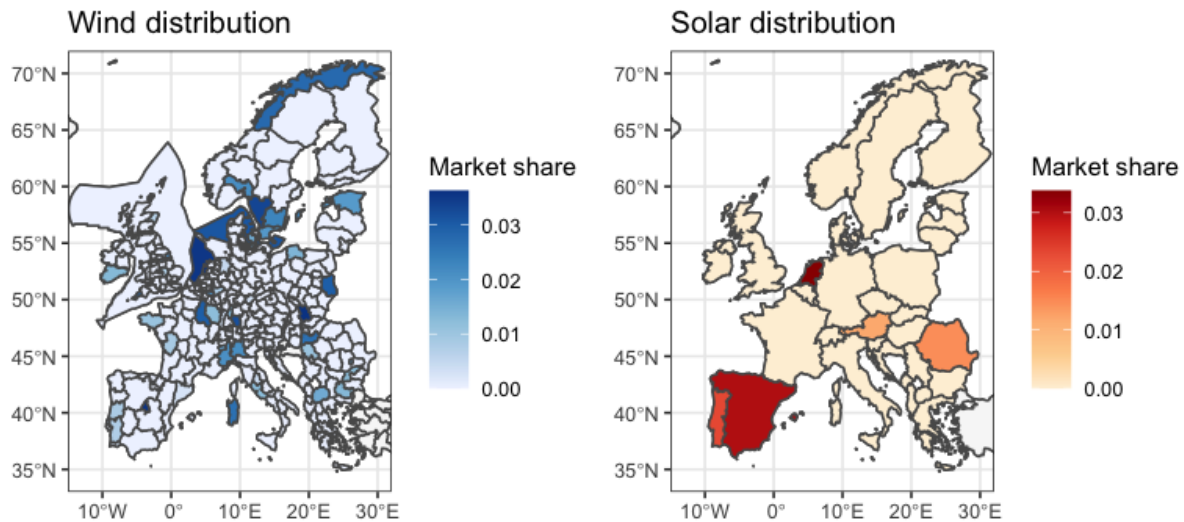 Wind distribution
70°N
65°N
60°N
55°N
50°N
45°N
40°N
35°N
10°W 0° 10°E 20°E 30°E
Market share
0.03
0.02
0.01
0.00
Solar distribution
70°N
65°N
60°N
55°N
50°N
45°N
40°N
35°N
10°W 0° 10°E 20°E 30°E
Market share
0.03
0.02
0.01
0.00